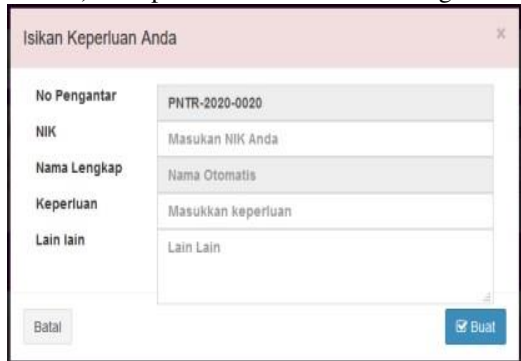 Isikan Keperluan Anda ×
No Pengantar PNTR-2020-0020
NIK Masukan NIK Anda
Nama Lengkap Nama Otomatis
Keperluan Masukkan keperluan
Lain lain Lain Lain
Batal Buat